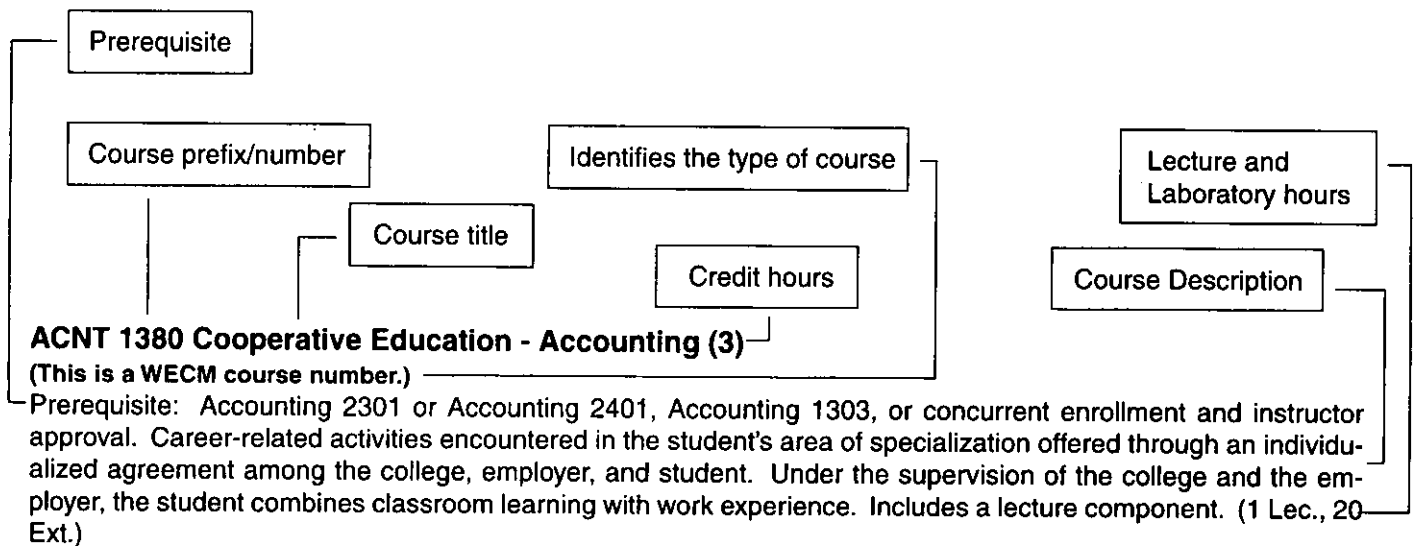 Prerequisite
Course prefix/number
Identifies the type of course
Lecture and
Laboratory hours
Course title
Credit hours
Course Description
ACNT 1380 Cooperative Education - Accounting (3)
(This is a WECM course number.)
Prerequisite: Accounting 2301 or Accounting 2401, Accounting 1303, or concurrent enrollment and instructor
approval. Career-related activities encountered in the student's area of specialization offered through an individu-
alized agreement among the college, employer, and student. Under the supervision of the college and the em-
ployer, the student combines classroom learning with work experience. Includes a lecture component. (1 Lec., 20
Ext.)